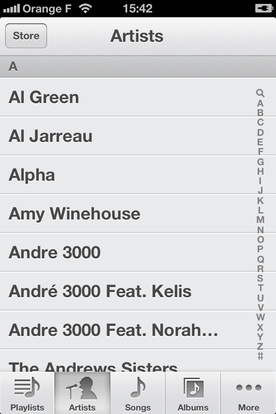 Orange F 15:42
Store Artists
A
Al Green
Al Jarreau
Alpha
Amy Winehouse
Andre 3000
André 3000 Feat. Kelis
Andre 3000 Feat. Norah…
The Andrews Sisters
A
B
C
D
E
F
G
H
I
J
K
L
M
N
O
P
Q
R
S
T
U
V
W
X
Y
Z
#
Playlists Artists Songs Albums More